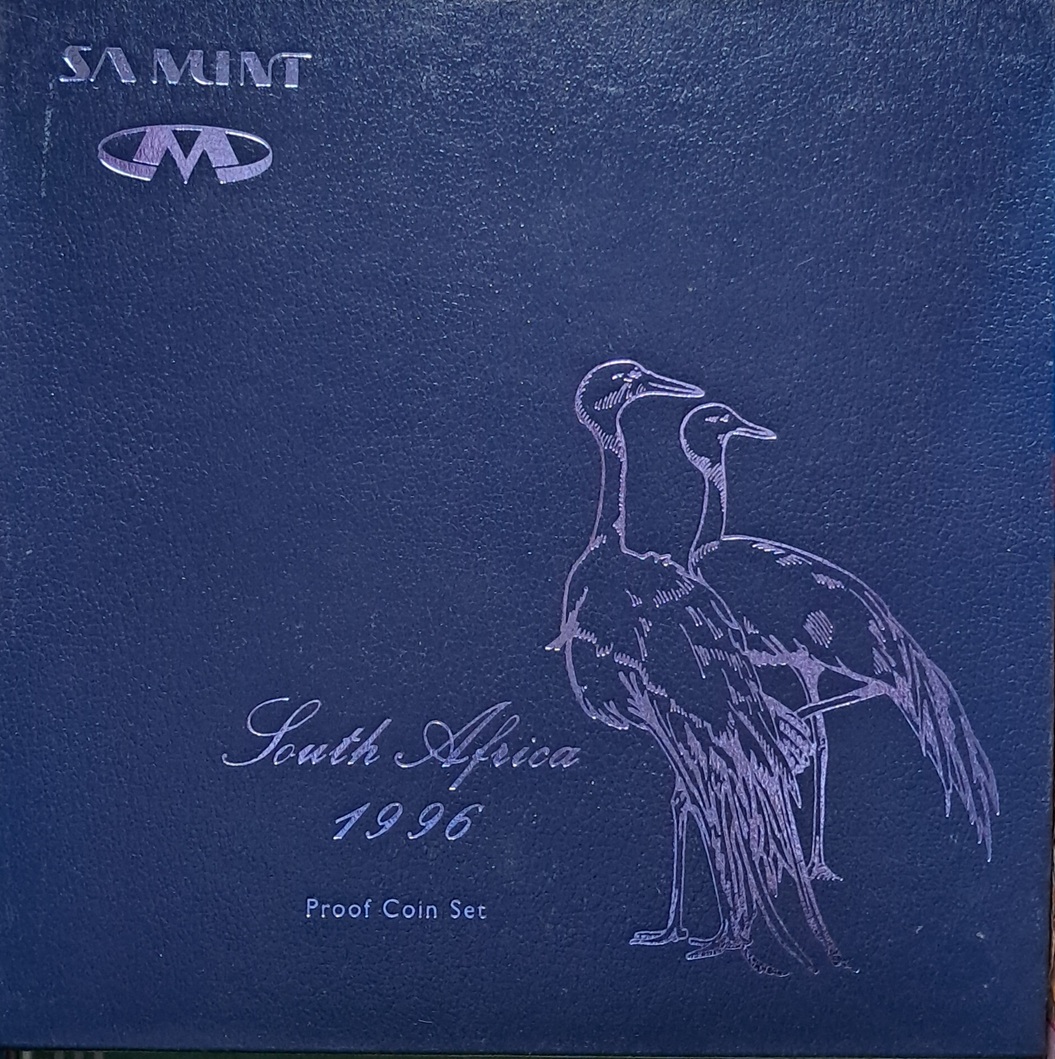 SA MINT
M
South Africa
1996
Proof Coin Set